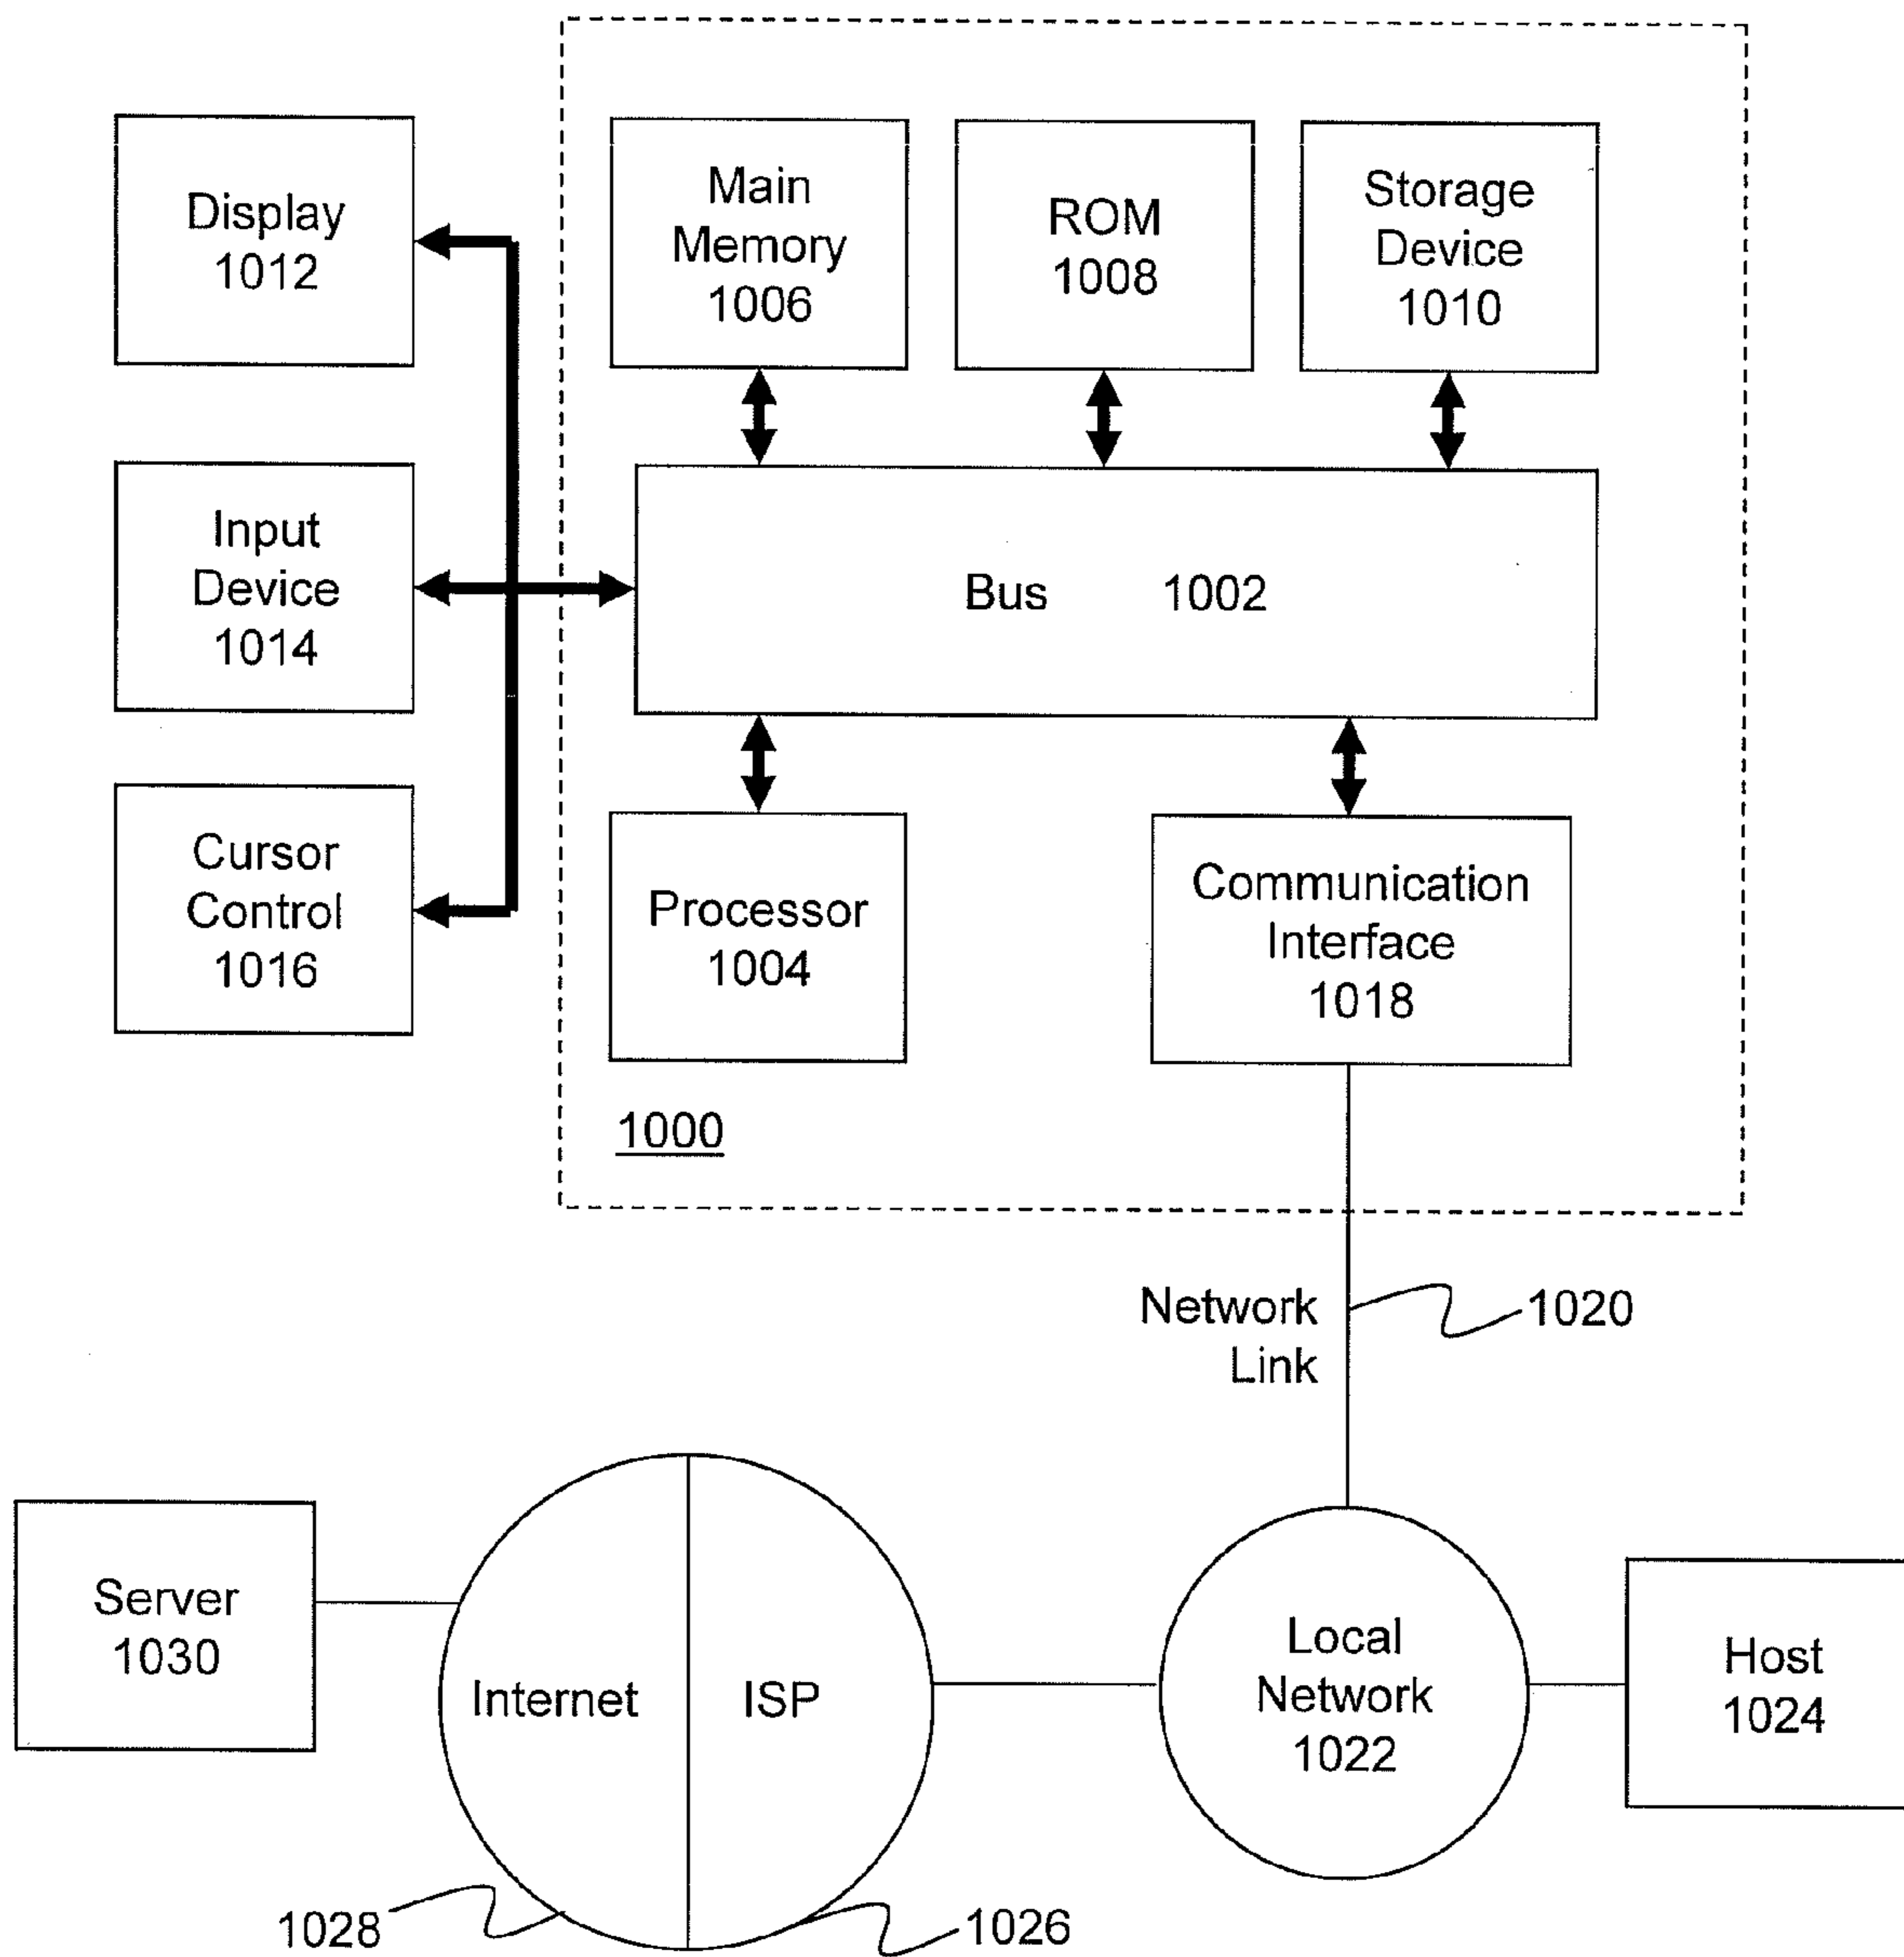 Display
1012
Main
Memory
1006
ROM
1008
Storage
Device
1010
Input
Device
1014
Bus 1002
Cursor
Control
1016
Processor
1004
Communication
Interface
1018
1000
Network
Link
1020
Server
1030
Internet
ISP
Local
Network
1022
Host
1024
1028
1026